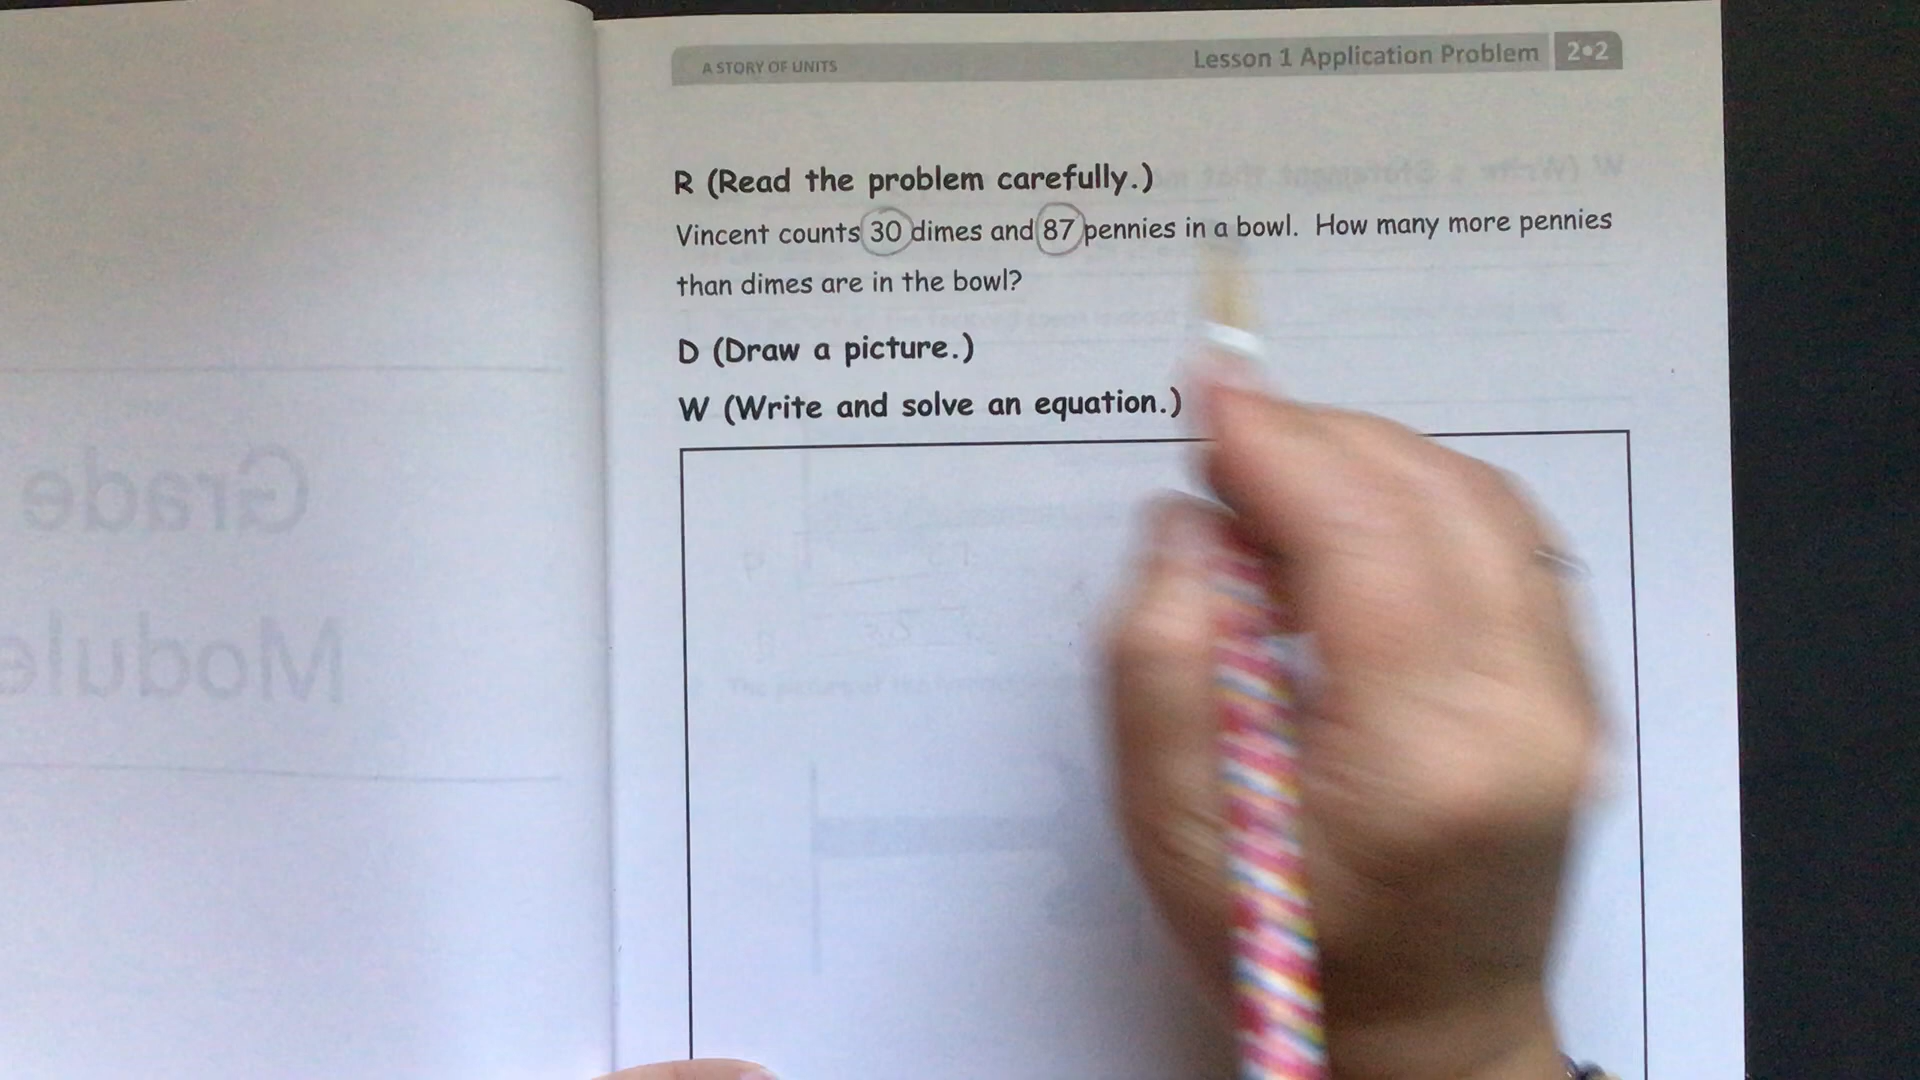 A STORY OF UNITS
Lesson 1 Application Problem 2•2
R (Read the problem carefully.)
Vincent counts 30 dimes and 87 pennies in a bowl. How many more pennies
than dimes are in the bowl?
D (Draw a picture.)
W (Write and solve an equation.)
Grade
Module